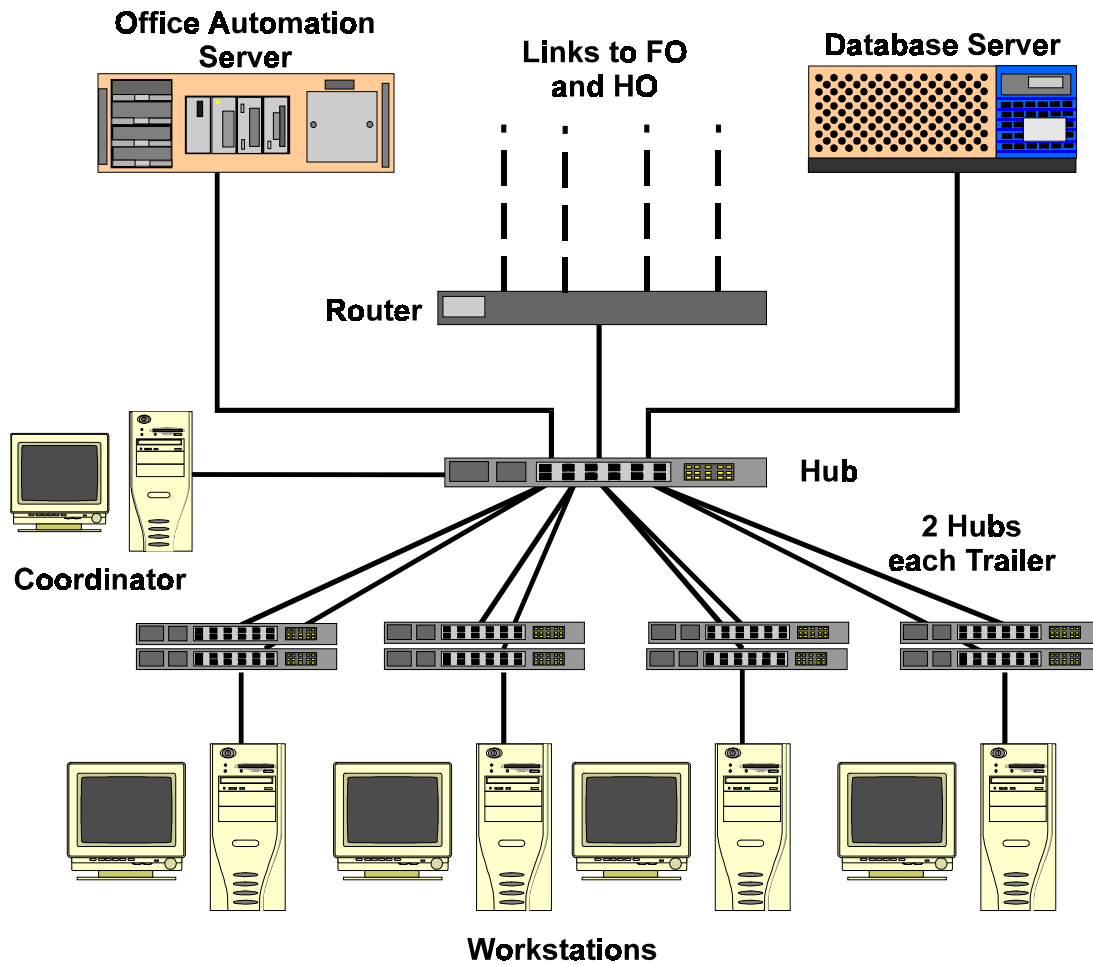 Office Automation
Server
Links to FO
and HO
Database Server
Router
Hub
2 Hubs
each Trailer
Coordinator
Workstations